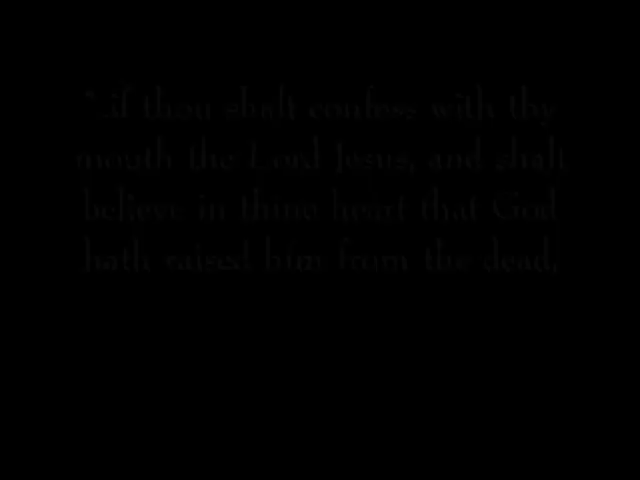 "...if thou shalt confess with thy
mouth the Lord Jesus, and shalt
believe in thine heart that God
hath raised him from the dead,